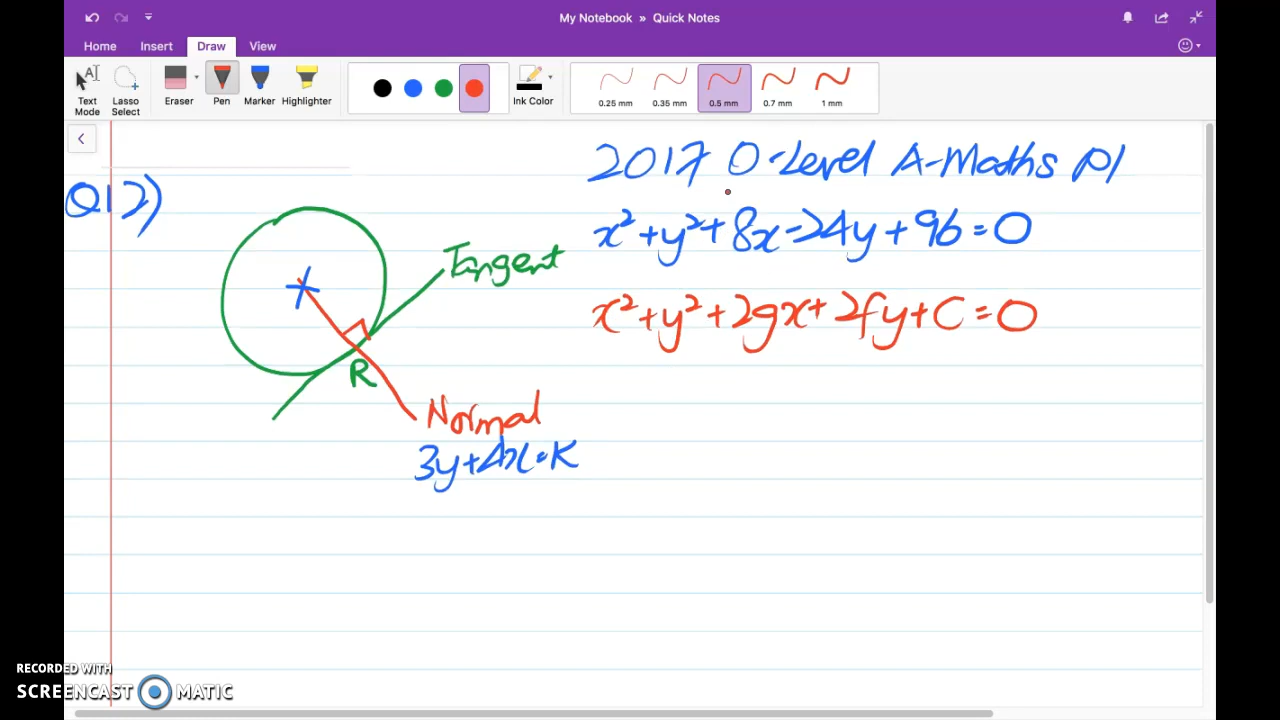 My Notebook » Quick Notes
Home Insert Draw View
Text Mode
Lasso Select
Eraser
Pen
Marker
Highlighter
Ink Color
0.25 mm
0.35 mm
0.5 mm
0.7 mm
1 mm
2017 O-Level A-Maths P1
Q12)
x²+y²+8x-24y+96=0
Tangent
x²+y²+2gx+2fy+C=0
R
Normal
3y+4x=K
RECORDED WITH
SCREENCAST MATIC